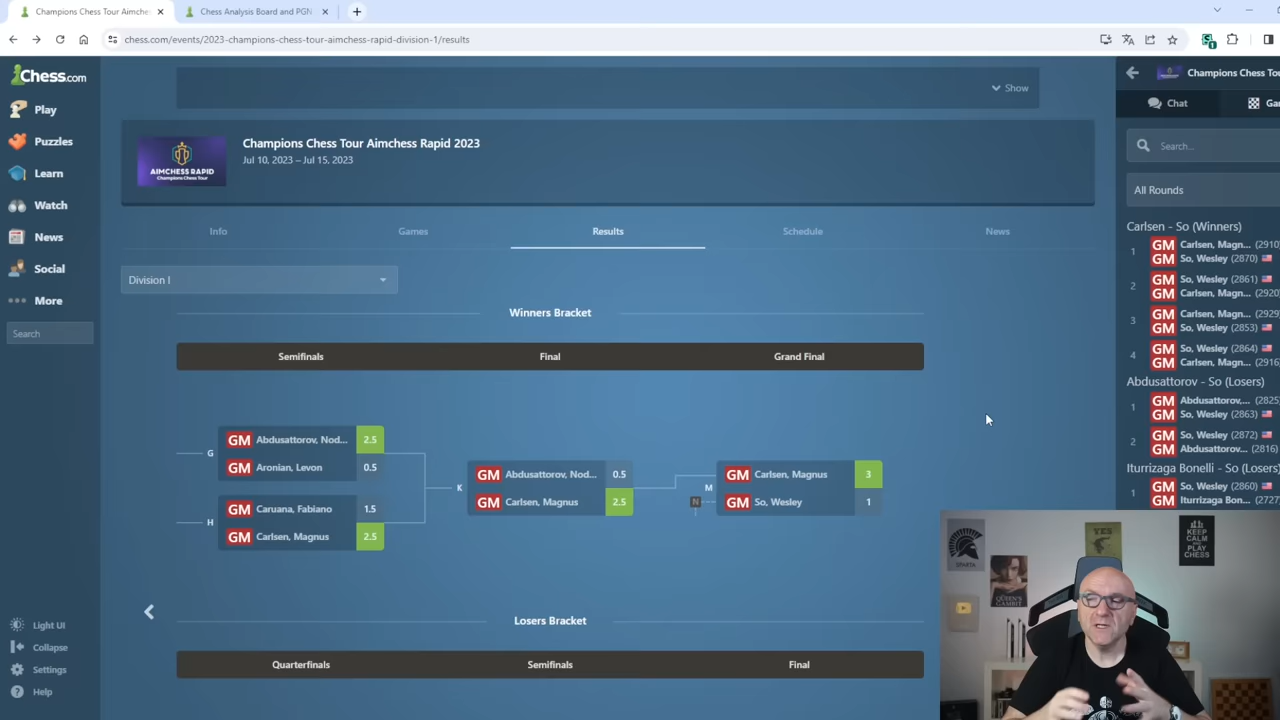 Champions Chess Tour Aimches
Chess Analysis Board and PGN
chess.com/events/2023-champions-chess-tour-aimchess-rapid-division-1/results
Chess.com
Play
Puzzles
Learn
Watch
News
Social
More
Search
Light UI
Collapse
Settings
Help
Show
AIMCHESS RAPID
Champions Chess Tour
Champions Chess Tour Aimchess Rapid 2023
Jul 10, 2023 – Jul 15, 2023
Info Games Results Schedule News
Division I
Winners Bracket
Semifinals Final Grand Final
G
GM Abdusattorov, Nod... 2.5
GM Aronian, Levon 0.5
H
GM Caruana, Fabiano 1.5
GM Carlsen, Magnus 2.5
K
GM Abdusattorov, Nod... 0.5
GM Carlsen, Magnus 2.5
M
N
GM Carlsen, Magnus 3
GM So, Wesley 1
Losers Bracket
Quarterfinals Semifinals Final
Champions Chess Tou
Chat Ga
Search...
All Rounds
Carlsen - So (Winners)
1 GM Carlsen, Magn... (2910
GM So, Wesley (2870)
2 GM So, Wesley (2861)
GM Carlsen, Magn... (2920
3 GM Carlsen, Magn... (2929
GM So, Wesley (2853)
4 GM So, Wesley (2864)
GM Carlsen, Magn... (2916
Abdusattorov - So (Losers)
1 GM Abdusattorov,... (2825
GM So, Wesley (2863)
2 GM So, Wesley (2872)
GM Abdusattorov... (2816)
Iturrizaga Bonelli - So (Losers)
1 GM So, Wesley (2860)
GM Iturrizaga Bon... (2767
SPARTA
QUEEN'S
GAMBIT
YES
KEEP
CALM
AND
PLAY
CHESS